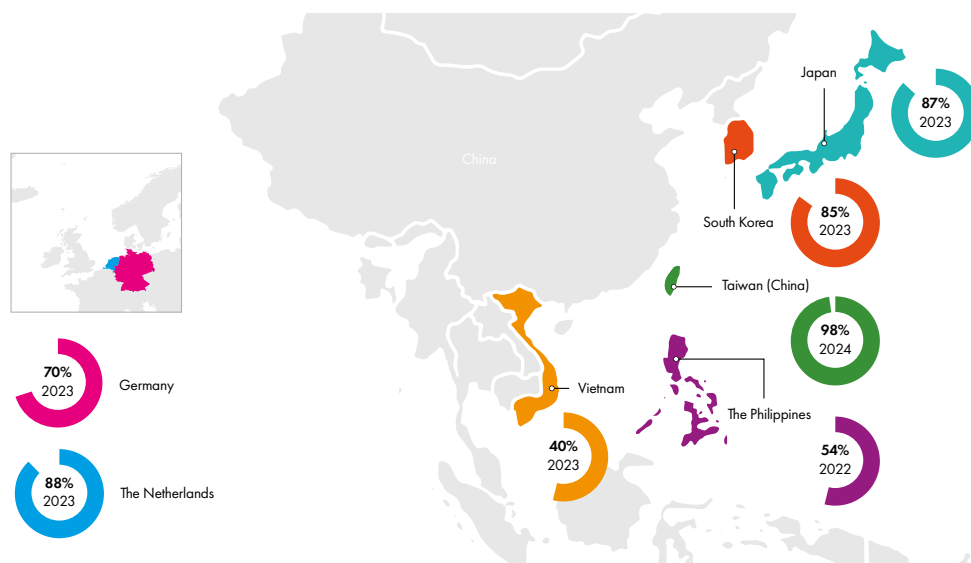 Japan
87%
2023
China
South Korea
85%
2023
Taiwan (China)
98%
2024
70%
2023
Germany
Vietnam
40%
2023
The Philippines
54%
2022
88%
2023
The Netherlands